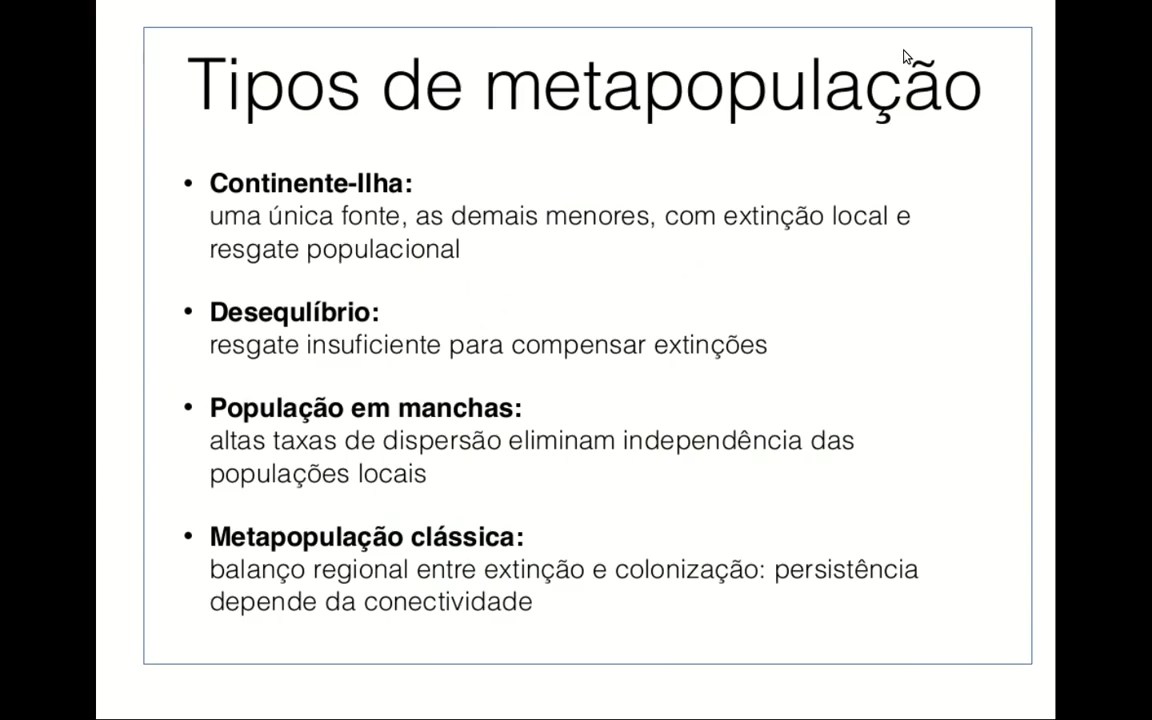 Tipos de metapopulação
• Continente-Ilha:
uma única fonte, as demais menores, com extinção local e
resgate populacional
• Desequlíbrio:
resgate insuficiente para compensar extinções
• População em manchas:
altas taxas de dispersão eliminam independência das
populações locais
• Metapopulação clássica:
balanço regional entre extinção e colonização: persistência
depende da conectividade